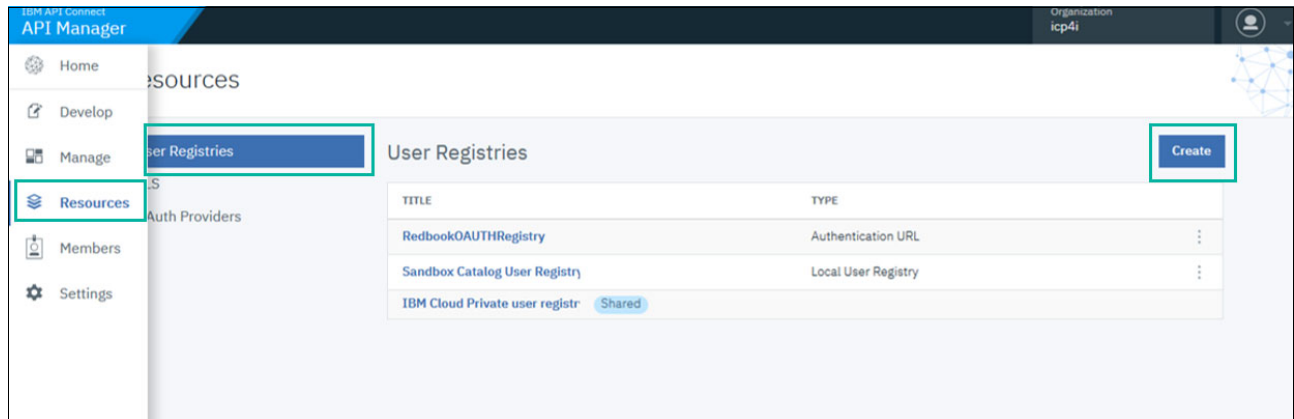 IBM API Connect
API Manager
Organization
icp4i
Home
esources
Develop
Manage
ser Registries
User Registries
Create
LS
Resources
Auth Providers
TITLE TYPE
RedbookOAUTHRegistry Authentication URL
Members
Sandbox Catalog User Registry Local User Registry
Settings
IBM Cloud Private user registr Shared